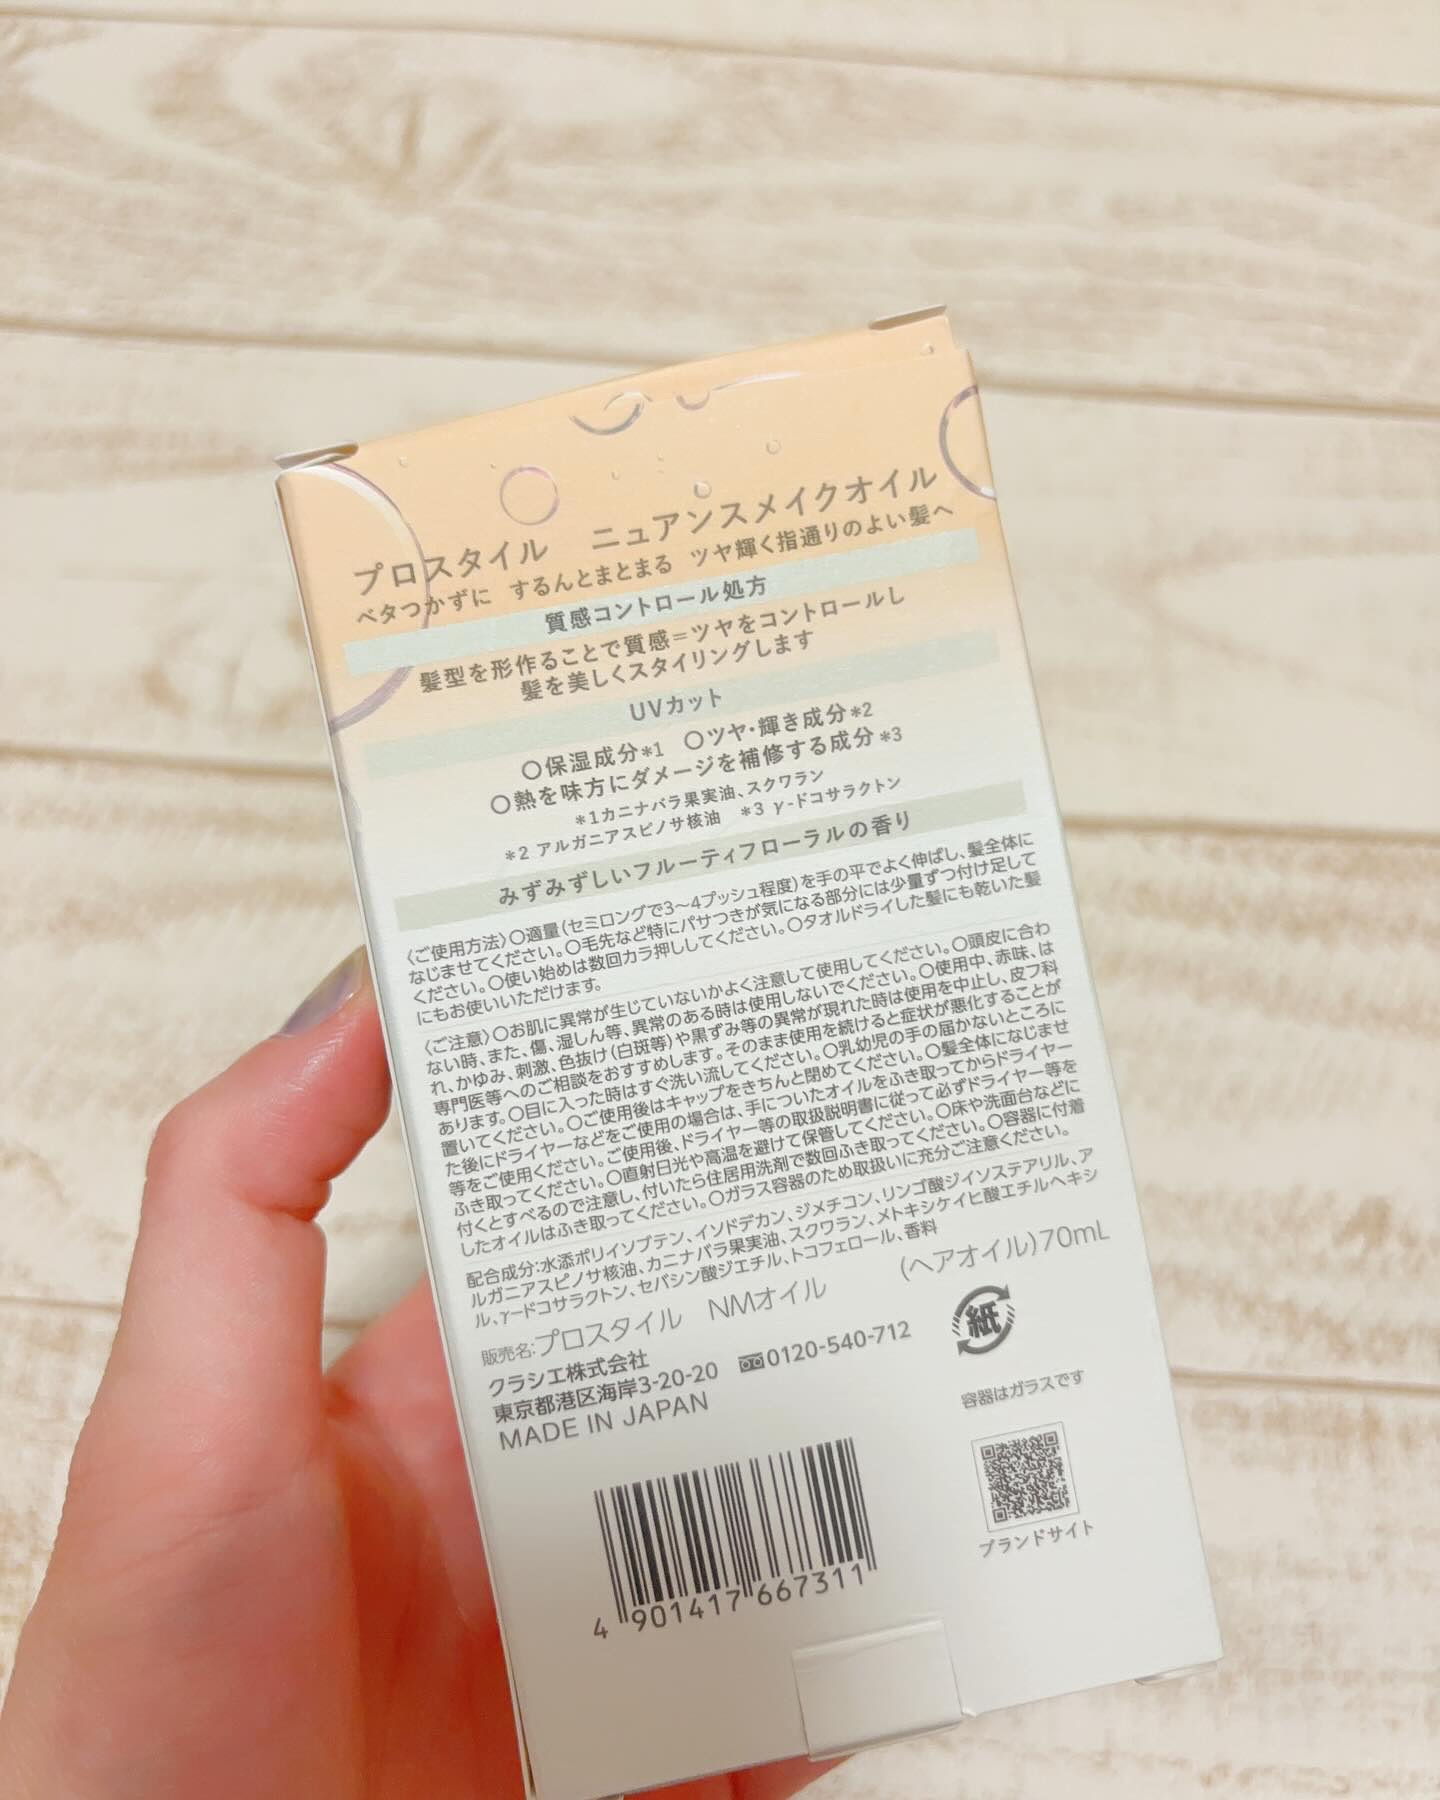 プロスタイル　ニュアンスメイクオイル
ベタつかずに するんとまとまる ツヤ輝く指通りのよい髪へ
質感コントロール処方
髪型を形作ることで質感=ツヤをコントロールし
髪を美しくスタイリングします
UVカット
○保湿成分*1 ○ツヤ・輝き成分*2
○熱を味方にダメージを補修する成分*3
*1カニナバラ果実油、スクワラン
*2 アルガニアスピノサ核油 *3 γ-ドコサラクトン
みずみずしいフルーティフローラルの香り
〈ご使用方法〉○適量(セミロングで3～4プッシュ程度)を手の平でよく伸ばし、髪全体に
なじませてください。○毛先など特にパサつきが気になる部分には少量ずつ付け足して
ください。○使い始めは数回カラ押ししてください。○タオルドライした髪にも乾いた髪
にもお使いいただけます。
〈ご注意〉○お肌に異常が生じていないかよく注意して使用してください。○頭皮に合わ
ない時、また、傷、湿しん等、異常のある時は使用しないでください。○使用中、赤味、は
れ、かゆみ、刺激、色抜け(白斑等)や黒ずみ等の異常が現れた時は使用を中止し、皮フ科
専門医等へのご相談をおすすめします。そのまま使用を続けると症状が悪化することが
あります。○目に入った時はすぐ洗い流してください。○乳幼児の手の届かないところに
置いてください。○ご使用後はキャップをきちんと閉めてください。○髪全体になじませ
た後にドライヤーなどをご使用の場合は、手についたオイルをふき取ってからドライヤー
等をご使用ください。ご使用後、ドライヤー等の取扱説明書に従って必ずドライヤー等を
ふき取ってください。○直射日光や高温を避けて保管してください。○床や洗面台などに
付くとすべるので注意し、付いたら住居用洗剤で数回ふき取ってください。○容器に付着
したオイルはふき取ってください。○ガラス容器のため取扱いに充分ご注意ください。
配合成分:水添ポリイソブテン、イソドデカン、ジメチコン、リンゴ酸ジイソステアリル、ア
ルガニアスピノサ核油、カニナバラ果実油、スクワラン、メトキシケイヒ酸エチルヘキシ
ル、γ-ドコサラクトン、セバシン酸ジエチル、トコフェロール、香料
販売名:プロスタイル　NMオイル　(ヘアオイル)70mL
クラシエ株式会社
東京都港区海岸3-20-20 0120-540-712
MADE IN JAPAN
紙
容器はガラスです
ブランドサイト
4 901417 667311